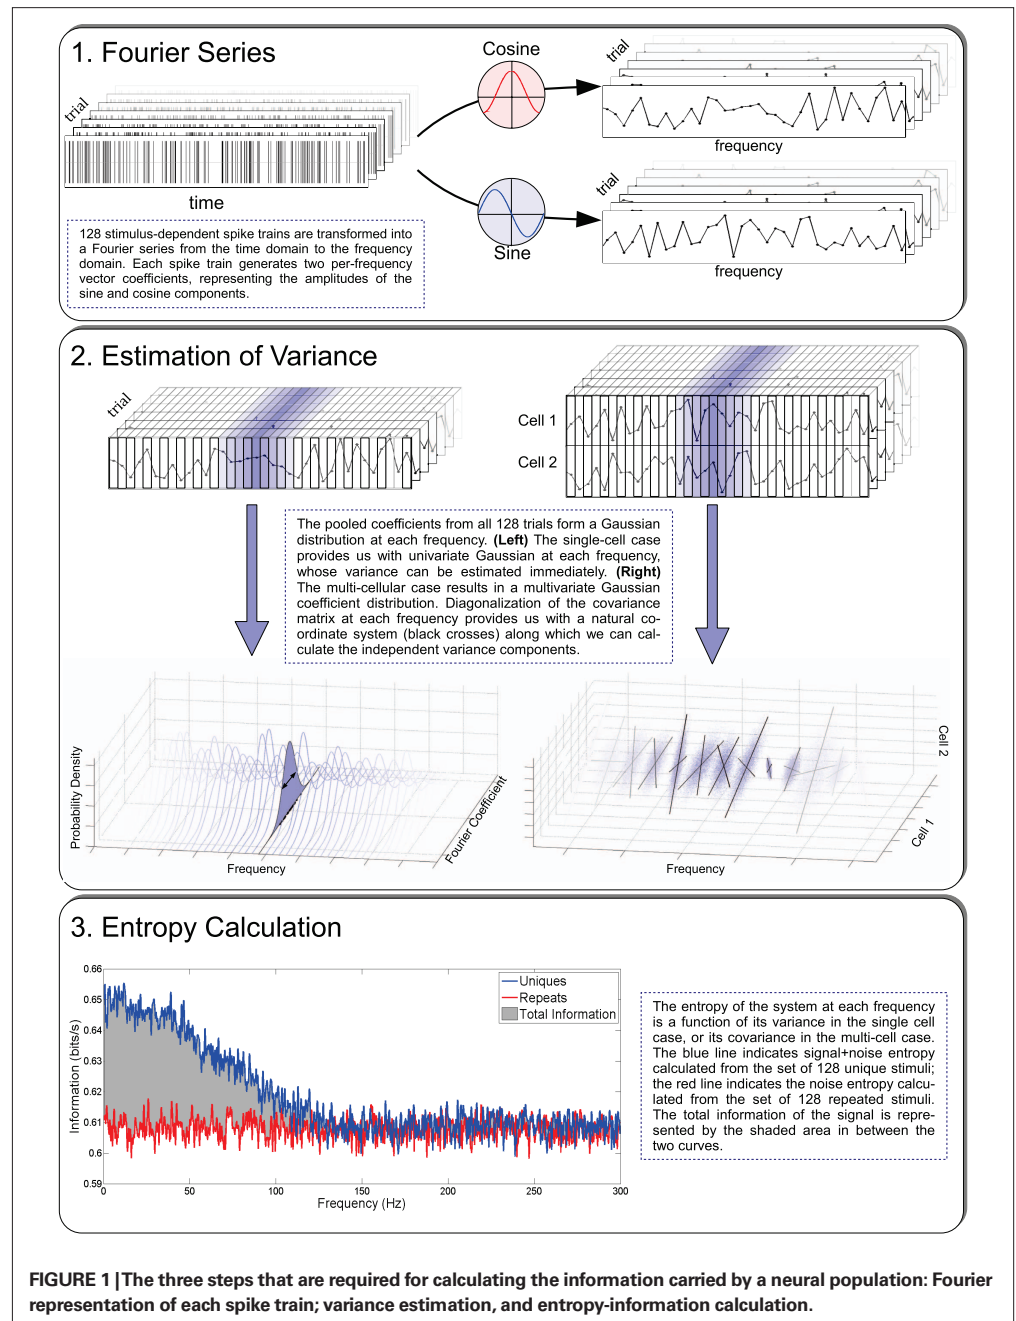 1. Fourier Series
trial
time
Cosine
Sine
trial
frequency
trial
frequency
128 stimulus-dependent spike trains are transformed into
a Fourier series from the time domain to the frequency
domain. Each spike train generates two per-frequency
vector coefficients, representing the amplitudes of the
sine and cosine components.
2. Estimation of Variance
trial
Cell 1
Cell 2
The pooled coefficients from all 128 trials form a Gaussian
distribution at each frequency. (Left) The single-cell case
provides us with univariate Gaussian at each frequency,
whose variance can be estimated immediately. (Right)
The multi-cellular case results in a multivariate Gaussian
coefficient distribution. Diagonalization of the covariance
matrix at each frequency provides us with a natural co-
ordinate system (black crosses) along which we can cal-
culate the independent variance components.
Probability Density
Frequency
Fourier Coefficient
Frequency
Cell 1
Cell 2
3. Entropy Calculation
0.66
0.65
0.64
0.63
0.62
0.61
0.6
0.59
Information (bits/s)
0
50
100
150
200
250
300
Frequency (Hz)
Uniques
Repeats
Total Information
The entropy of the system at each frequency
is a function of its variance in the single cell
case, or its covariance in the multi-cell case.
The blue line indicates signal+noise entropy
calculated from the set of 128 unique stimuli;
the red line indicates the noise entropy calcu-
lated from the set of 128 repeated stimuli.
The total information of the signal is repre-
sented by the shaded area in between the
two curves.
FIGURE 1 | The three steps that are required for calculating the information carried by a neural population: Fourier
representation of each spike train; variance estimation, and entropy-information calculation.